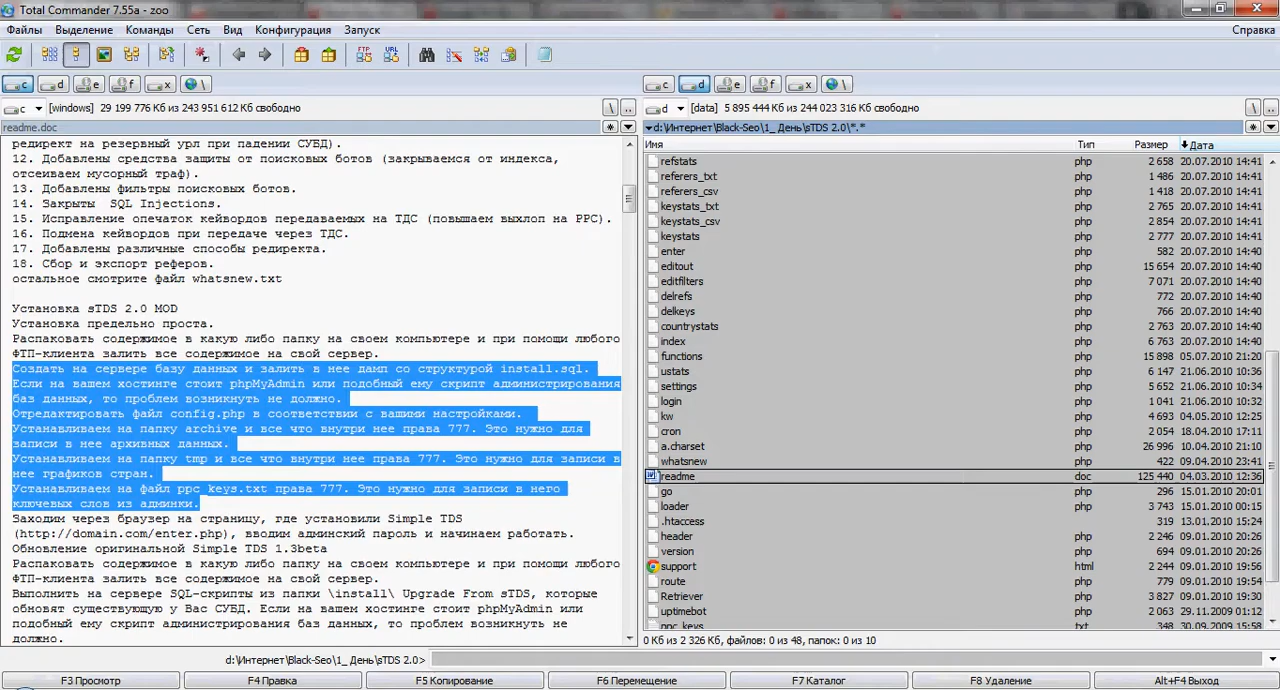 Total Commander 7.55a - zoo
Файлы Выделение Команды Сеть Вид Конфигурация Запуск Справка
c d e f x \
c d e f x \
c [windows] 29 199 776 Кб из 243 951 612 Кб свободно \ ..
d [data] 5 895 444 Кб из 244 023 316 Кб свободно \ ..
readme.doc
d:\Интернет\Black-Seo\1_ День\sTDS 2.0\*.*
редирект на резервный урл при падении СУБД).
12. Добавлены средства защиты от поисковых ботов (закрываемся от индекса,
отсеиваем мусорный траф).
13. Добавлены фильтры поисковых ботов.
14. Закрыты SQL Injections.
15. Исправление опечаток кейвордов передаваемых на ТДС (повышаем выхлоп на PPC).
16. Подмена кейвордов при передаче через ТДС.
17. Добавлены различные способы редиректа.
18. Сбор и экспорт реферов.
остальное смотрите файл whatsnew.txt
Установка sTDS 2.0 MOD
Установка предельно проста.
Распаковать содержимое в какую либо папку на своем компьютере и при помощи любого
ФТП-клиента залить все содержимое на свой сервер.
Создать на сервере базу данных и залить в нее дамп со структурой install.sql.
Если на вашем хостинге стоит phpMyAdmin или подобный ему скрипт администрирования
баз данных, то проблем возникнуть не должно.
Отредактировать файл config.php в соответствии с вашими настройками.
Устанавливаем на папку archive и все что внутри нее права 777. Это нужно для
записи в нее архивных данных.
Устанавливаем на папку tmp и все что внутри нее права 777. Это нужно для записи в
нее графиков стран.
Устанавливаем на файл ppc_keys.txt права 777. Это нужно для записи в него
ключевых слов из админки.
Заходим через браузер на страницу, где установили Simple TDS
(http://domain.com/enter.php), вводим админский пароль и начинаем работать.
Обновление оригинальной Simple TDS 1.3beta
Распаковать содержимое в какую либо папку на своем компьютере и при помощи любого
ФТП-клиента залить все содержимое на свой сервер.
Выполнить на сервере SQL-скрипты из папки \install\ Upgrade From sTDS, которые
обновят существующую у Вас СУБД. Если на вашем хостинге стоит phpMyAdmin или
подобный ему скрипт администрирования баз данных, то проблем возникнуть не
должно.
Имя Тип Размер Дата
refstats php 2 658 20.07.2010 14:41
referers_txt php 1 486 20.07.2010 14:41
referers_csv php 1 418 20.07.2010 14:41
keystats_txt php 2 765 20.07.2010 14:41
keystats_csv php 2 854 20.07.2010 14:41
keystats php 2 777 20.07.2010 14:41
enter php 582 20.07.2010 14:40
editout php 15 654 20.07.2010 14:40
editfilters php 7 071 20.07.2010 14:40
delrefs php 772 20.07.2010 14:40
delkeys php 766 20.07.2010 14:40
countrystats php 2 763 20.07.2010 14:40
index php 6 163 20.07.2010 14:40
functions php 15 898 05.07.2010 21:20
ustats php 6 147 21.06.2010 10:36
settings php 5 652 21.06.2010 10:34
login php 1 041 21.06.2010 10:32
kw php 4 693 04.05.2010 12:25
cron php 2 054 18.04.2010 17:11
a.charset php 26 996 10.04.2010 21:10
whatsnew php 422 09.04.2010 23:41
readme doc 125 440 04.03.2010 12:36
go php 296 15.01.2010 20:01
loader php 3 743 15.01.2010 00:15
.htaccess 319 13.01.2010 15:24
header php 2 246 09.01.2010 20:26
version php 694 09.01.2010 20:26
support html 2 244 09.01.2010 19:56
route php 779 09.01.2010 19:54
Retriever php 3 827 09.01.2010 19:30
uptimebot php 2 063 29.11.2009 01:12
ppc_keys txt 348 30.09.2009 15:58
0 Кб из 2 326 Кб, файлов: 0 из 48, папок: 0 из 10
d:\Интернет\Black-Seo\1_ День\sTDS 2.0>
F3 Просмотр F4 Правка F5 Копирование F6 Перемещение F7 Каталог F8 Удаление Alt+F4 Выход